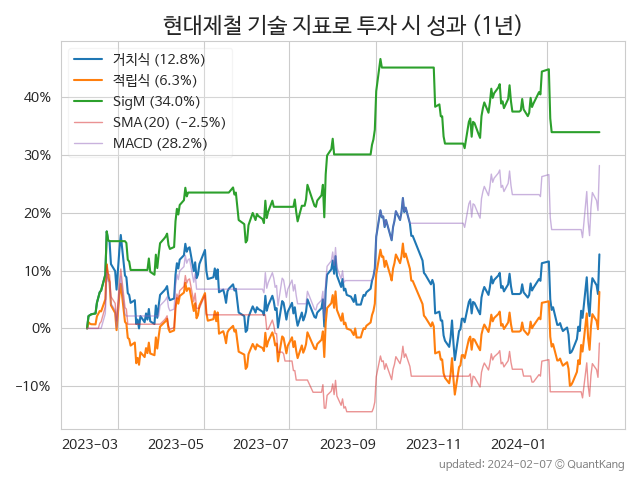 현대제철 기술 지표로 투자 시 성과 (1년)
거치식 (12.8%)
적립식 (6.3%)
SigM (34.0%)
SMA(20) (−2.5%)
MACD (28.2%)
40%
30%
20%
10%
0%
−10%
2023-03 2023-05 2023-07 2023-09 2023-11 2024-01
updated: 2024-02-07 © QuantKang